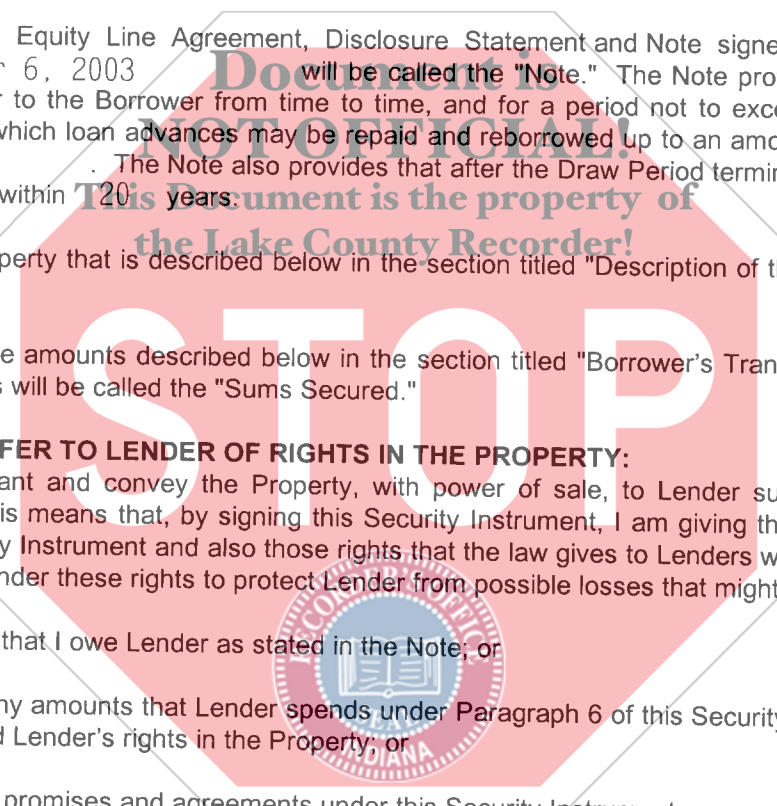 Equity Line Agreement, Disclosure Statement and Note signe
6, 2003 will be called the "Note." The Note pro
Document is
to the Borrower from time to time, and for a period not to exc
which loan advances may be repaid and reborrowed up to an amo
NOT OFFICIAL!
. The Note also provides that after the Draw Period termin
within 20 years.
This Document is the property of
the Lake County Recorder!
perty that is described below in the section titled "Description of t
STOP
e amounts described below in the section titled "Borrower's Tran
s will be called the "Sums Secured."
FER TO LENDER OF RIGHTS IN THE PROPERTY:
ant and convey the Property, with power of sale, to Lender su
is means that, by signing this Security Instrument, I am giving th
y Instrument and also those rights that the law gives to Lenders w
nder these rights to protect Lender from possible losses that might
RECORDER'S OFFICE
that I owe Lender as stated in the Note; or
SEAL
ny amounts that Lender spends under Paragraph 6 of this Security
d Lender's rights in the Property; or
INDIANA
promises and agreements under this Security Instrument